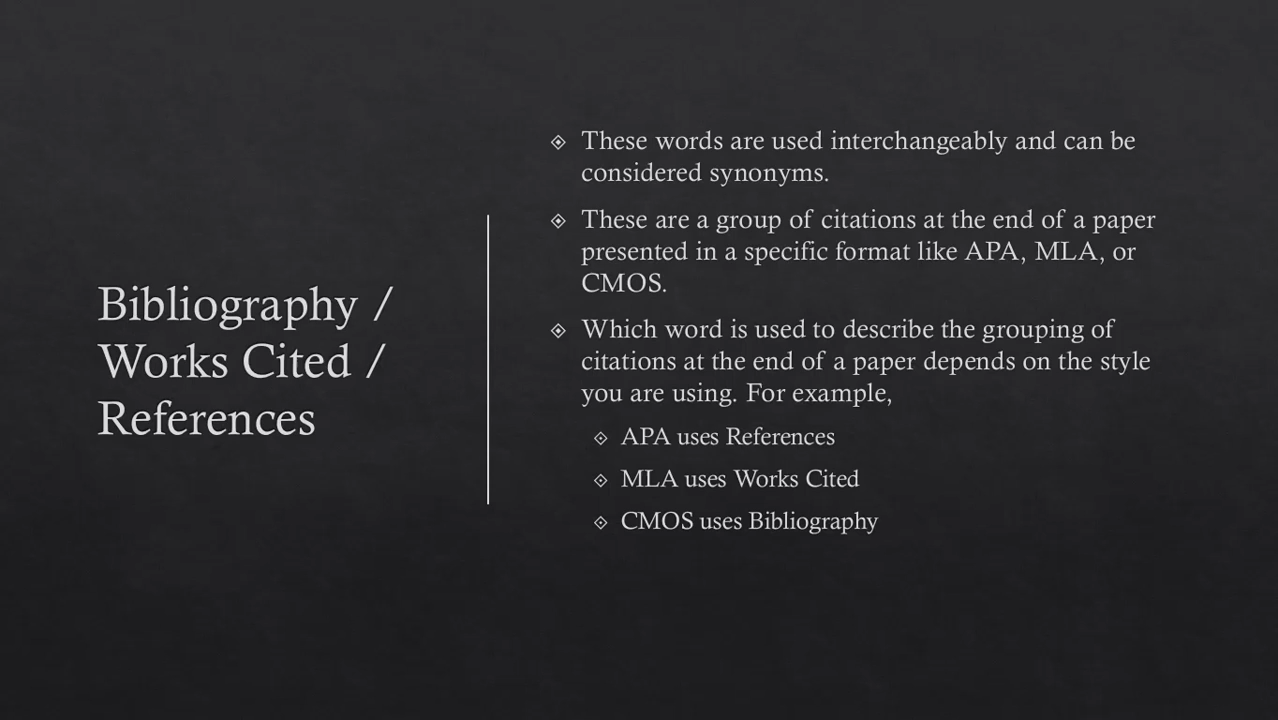 Bibliography /
Works Cited /
References
These words are used interchangeably and can be
considered synonyms.
These are a group of citations at the end of a paper
presented in a specific format like APA, MLA, or
CMOS.
Which word is used to describe the grouping of
citations at the end of a paper depends on the style
you are using. For example,
APA uses References
MLA uses Works Cited
CMOS uses Bibliography